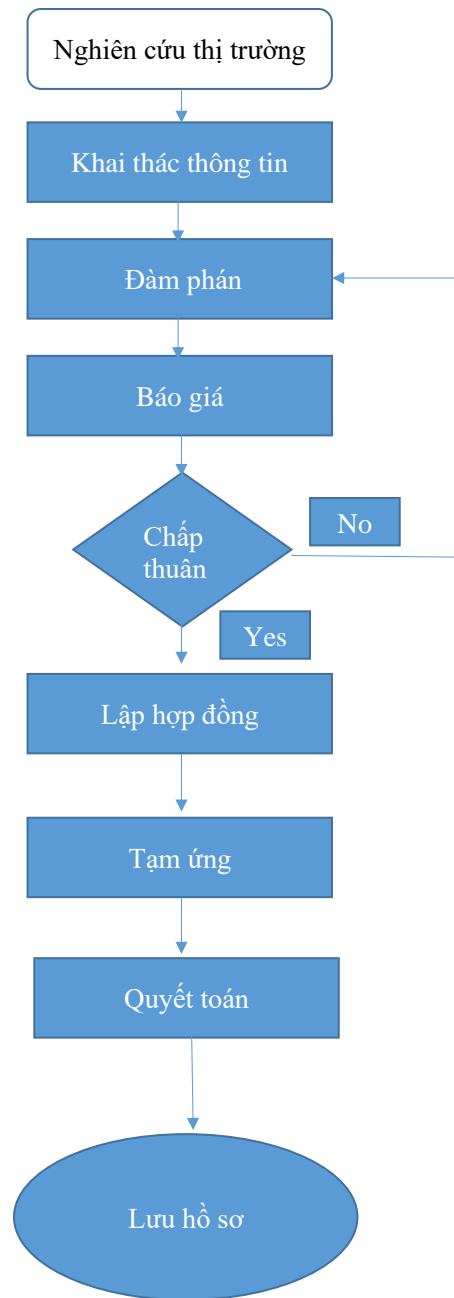 Nghiên cứu thị trường
Khai thác thông tin
Đàm phán
Báo giá
Chấp
thuân
No
Yes
Lập hợp đồng
Tạm ứng
Quyết toán
Lưu hồ sơ